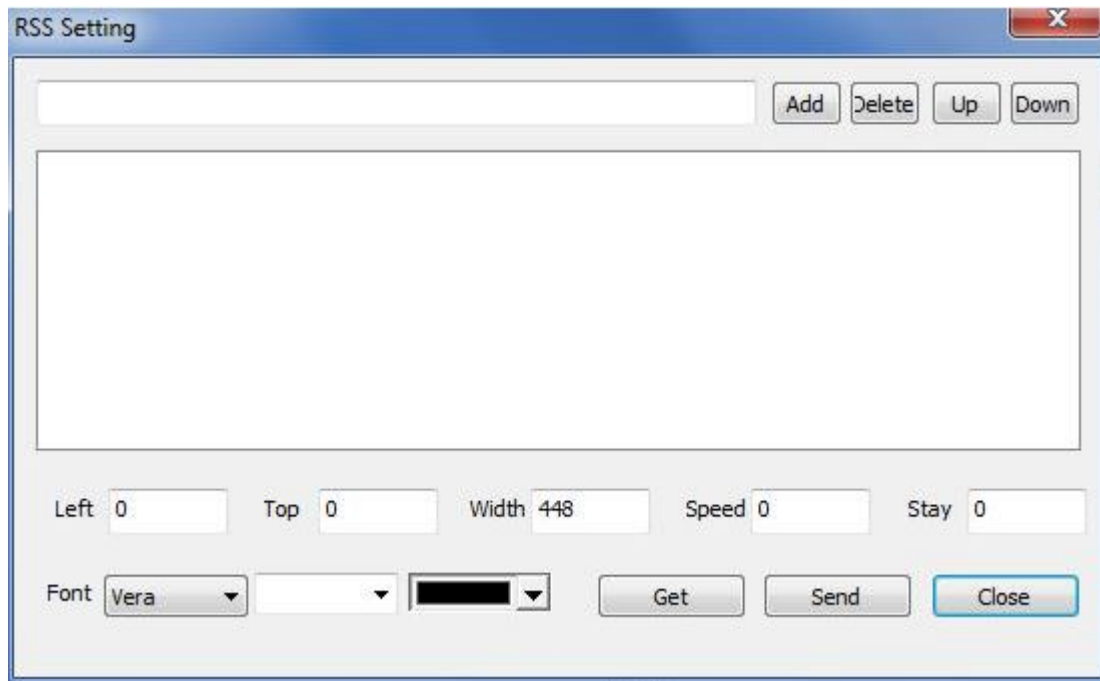 RSS Setting
X
Add Delete Up Down
Left 0 Top 0 Width 448 Speed 0 Stay 0
Font Vera Get Send Close